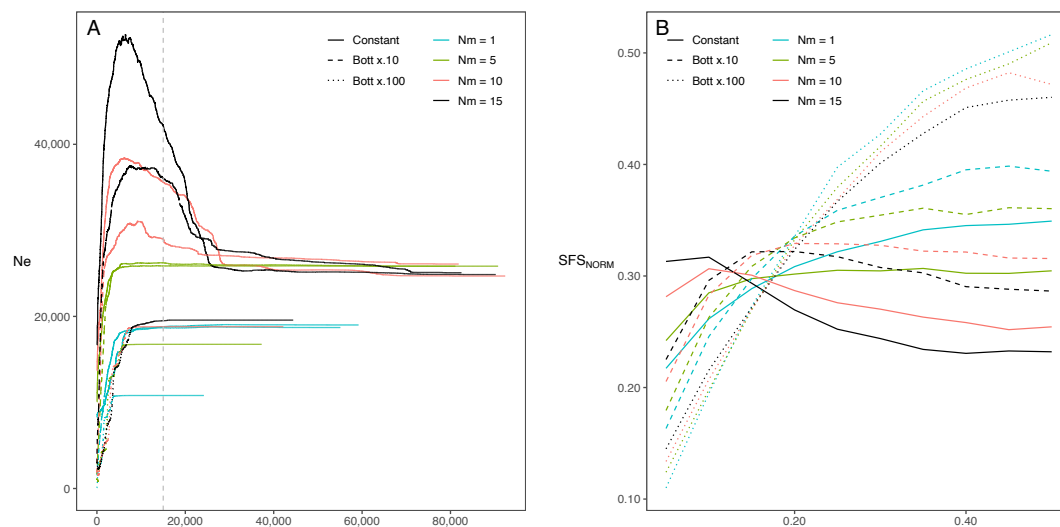 A
Constant
Bott x.10
Bott x.100
Nm = 1
Nm = 5
Nm = 10
Nm = 15
Ne
40,000
20,000
0
0
20,000
40,000
60,000
80,000
B
Constant
Bott x.10
Bott x.100
Nm = 1
Nm = 5
Nm = 10
Nm = 15
SFS_NORM
0.50
0.40
0.30
0.20
0.10
0.20
0.40